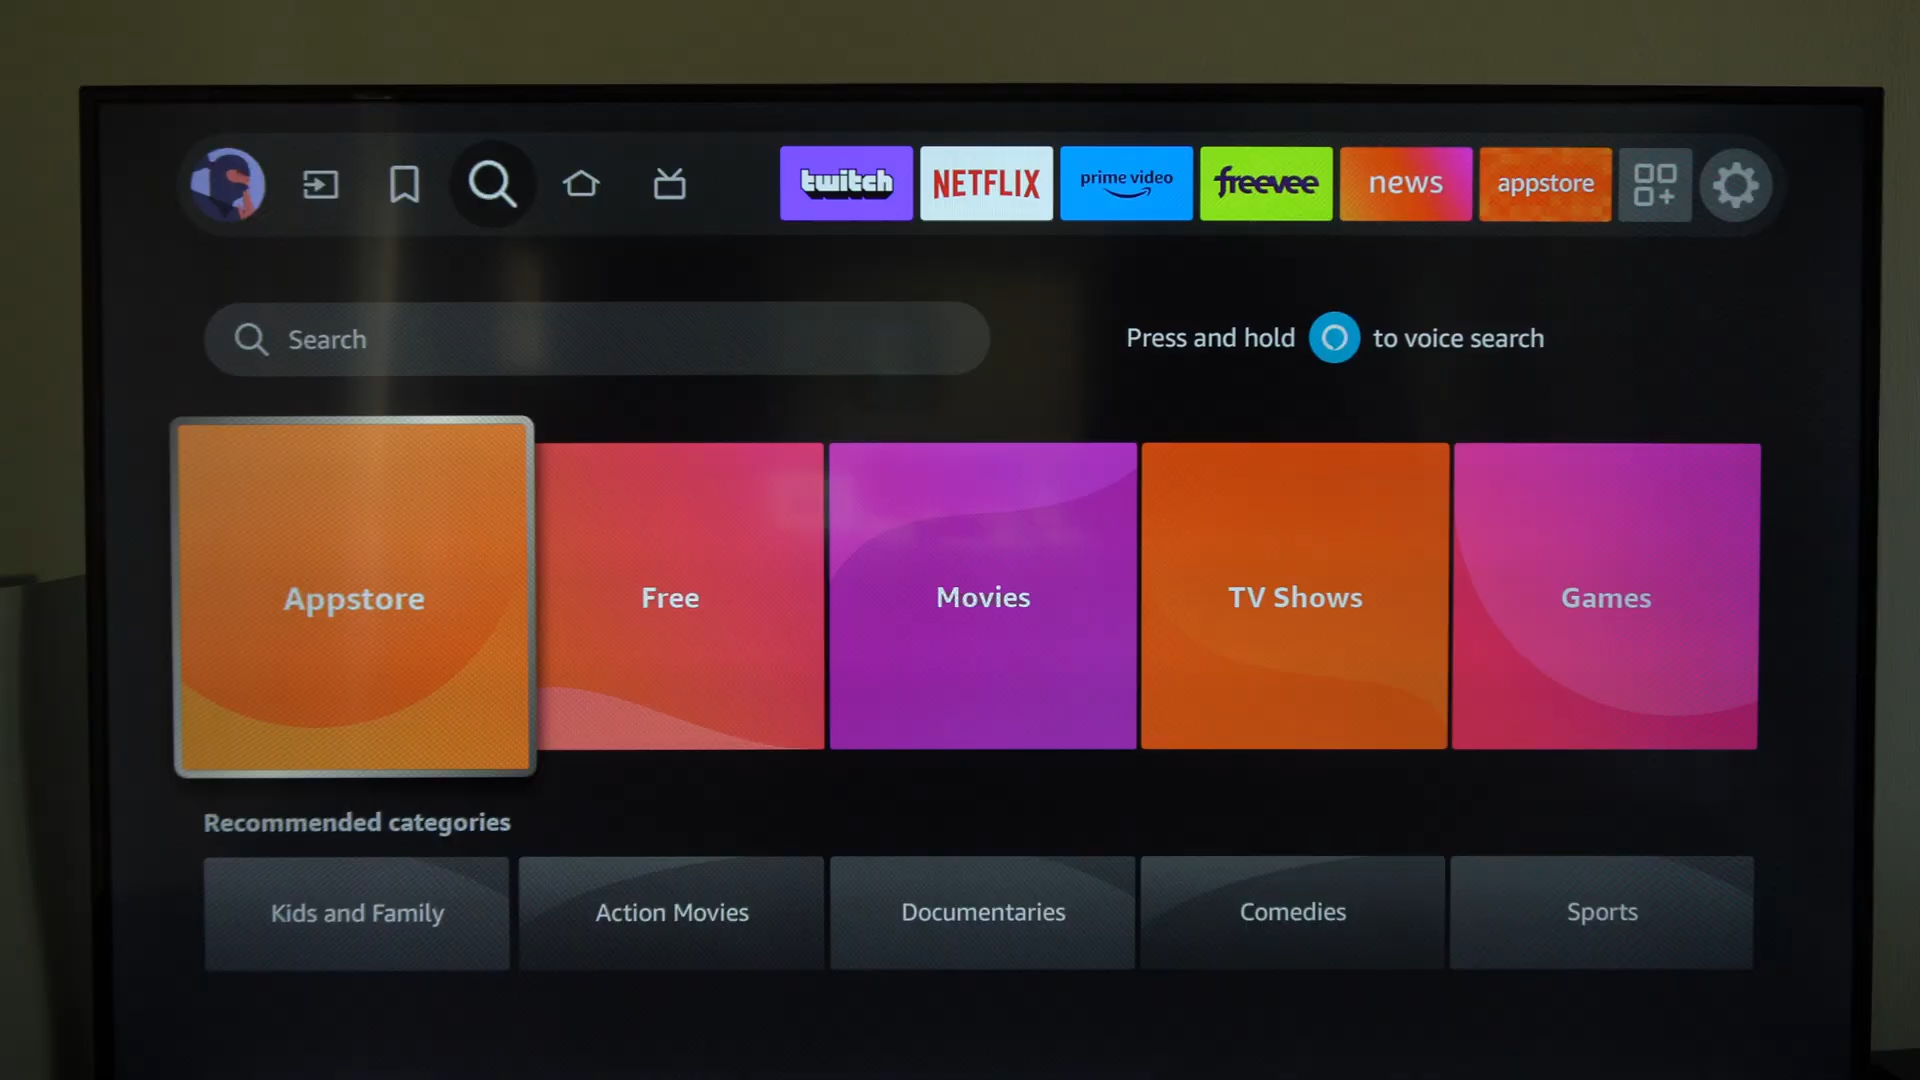 twitch
NETFLIX
prime video
freevee
news
appstore
Search
Press and hold to voice search
Appstore
Free
Movies
TV Shows
Games
Recommended categories
Kids and Family
Action Movies
Documentaries
Comedies
Sports